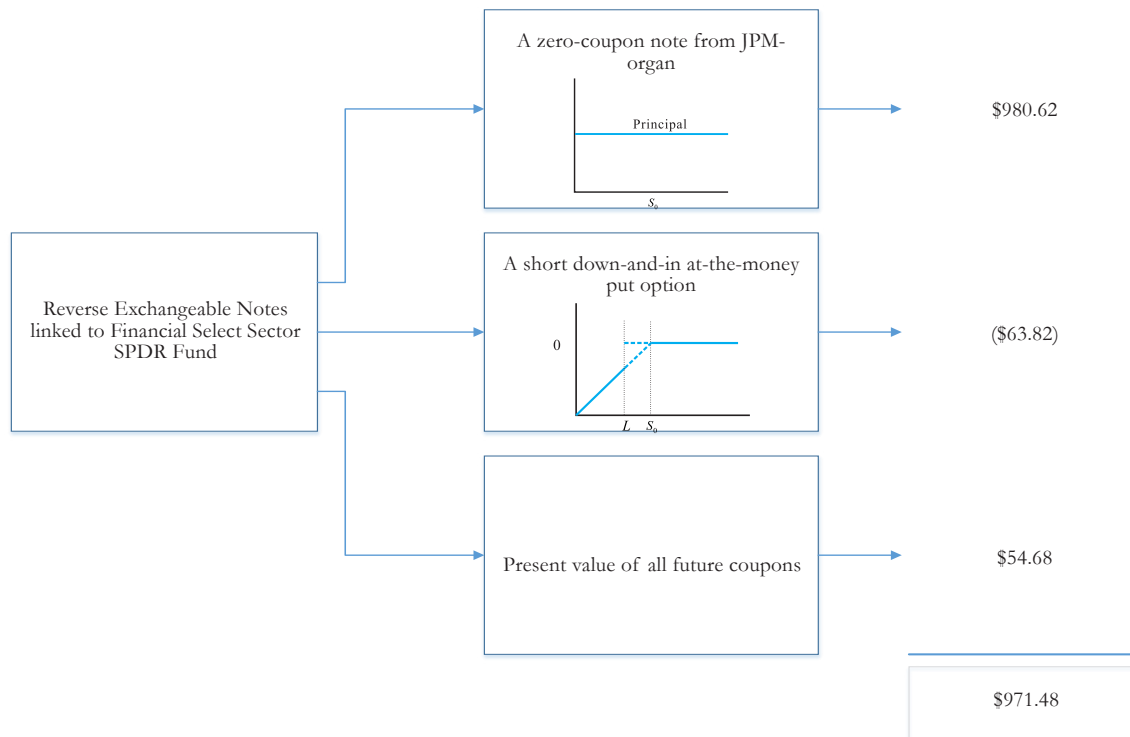 A zero-coupon note from JPM-
organ
Principal
S₀
$980.62
Reverse Exchangeable Notes
linked to Financial Select Sector
SPDR Fund
A short down-and-in at-the-money
put option
0
L S₀
($63.82)
Present value of all future coupons
$54.68
$971.48